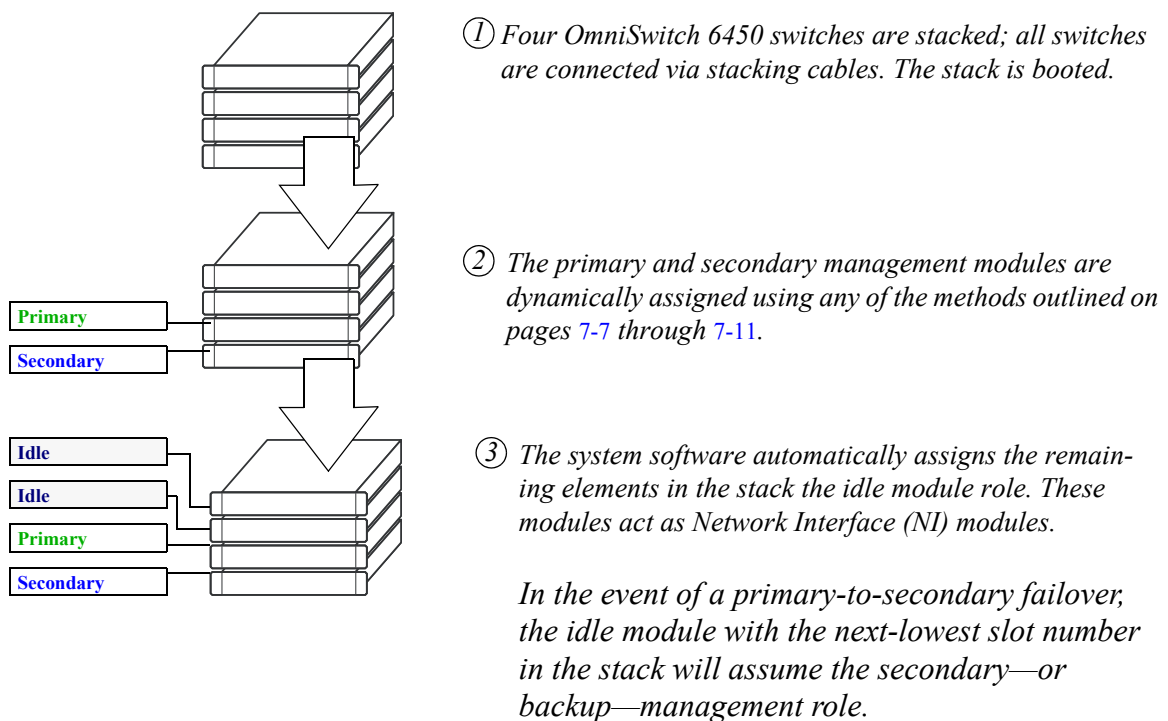 ① Four OmniSwitch 6450 switches are stacked; all switches
are connected via stacking cables. The stack is booted.
② The primary and secondary management modules are
dynamically assigned using any of the methods outlined on
pages 7-7 through 7-11.
Primary
Secondary
Idle
Idle
Primary
Secondary
③ The system software automatically assigns the remain-
ing elements in the stack the idle module role. These
modules act as Network Interface (NI) modules.
In the event of a primary-to-secondary failover,
the idle module with the next-lowest slot number
in the stack will assume the secondary—or
backup—management role.